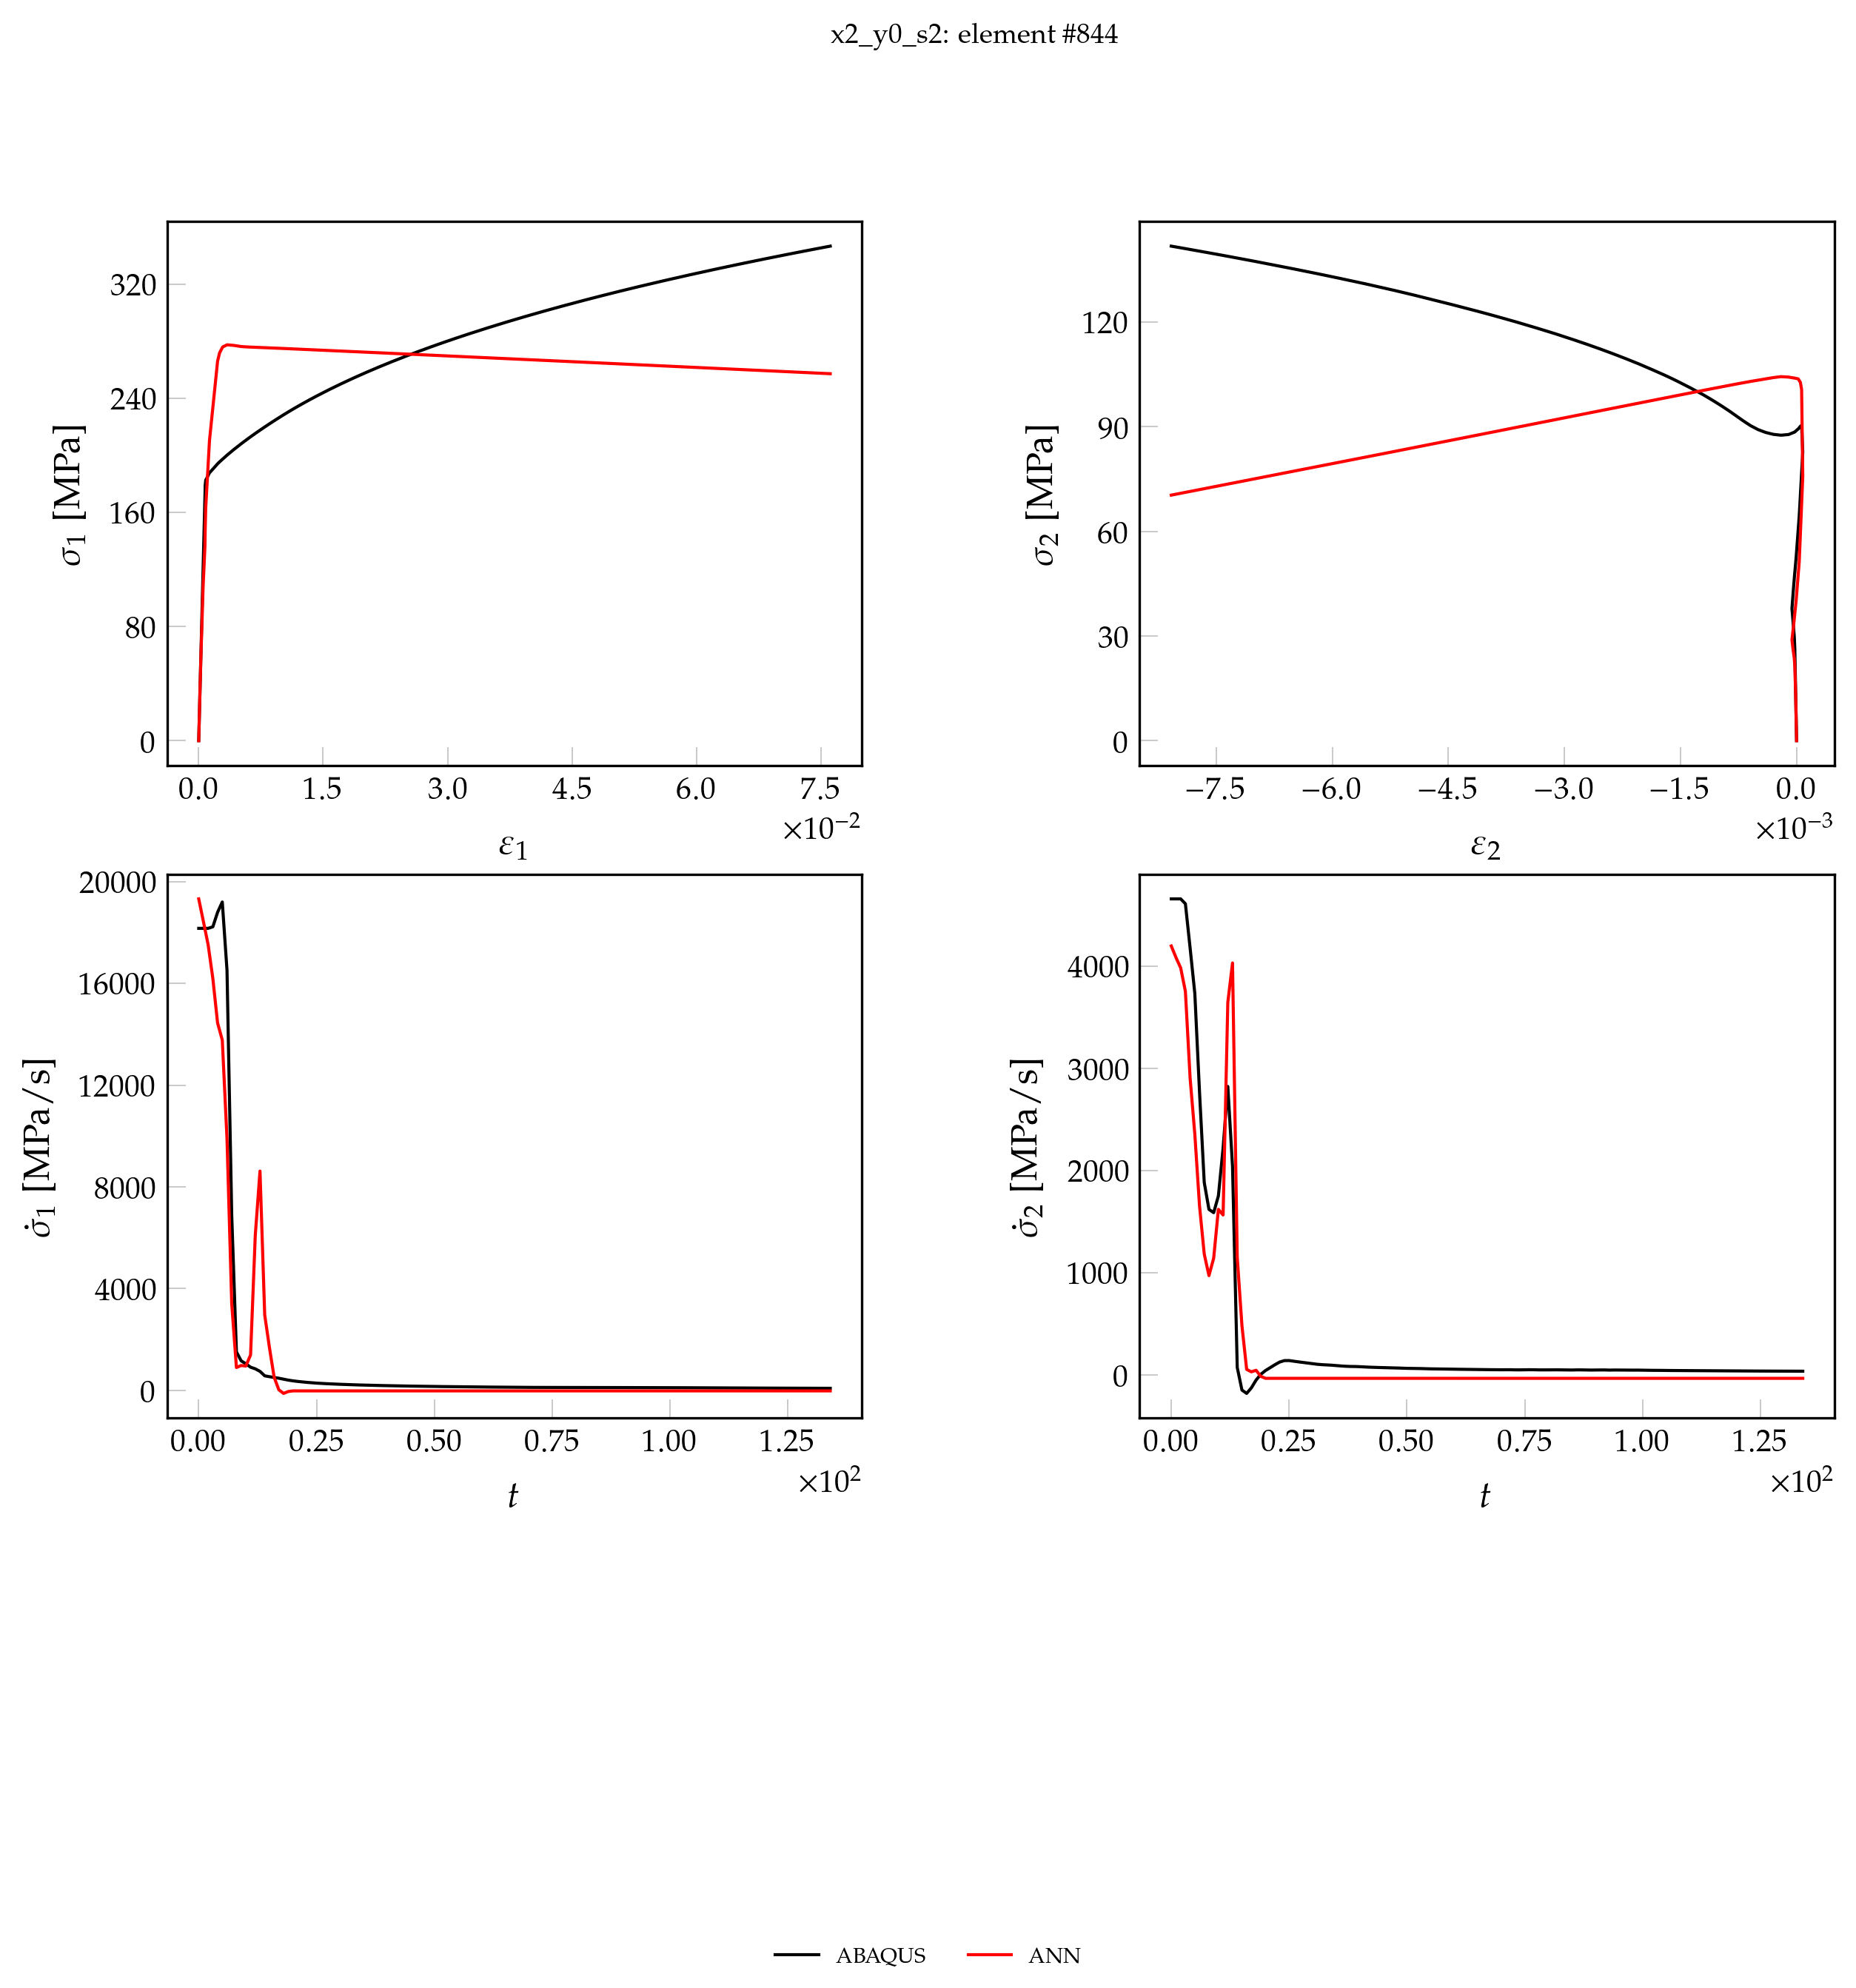 x2_y0_s2: element #844
320
240
160
80
0
σ1 [MPa]
0.0 1.5 3.0 4.5 6.0 7.5
×10−2
ε1
120
90
60
30
0
σ2 [MPa]
−7.5 −6.0 −4.5 −3.0 −1.5 0.0
×10−3
ε2
20000
16000
12000
8000
4000
0
σ̇1 [MPa/s]
0.00 0.25 0.50 0.75 1.00 1.25
×102
t
4000
3000
2000
1000
0
σ̇2 [MPa/s]
0.00 0.25 0.50 0.75 1.00 1.25
×102
t
ABAQUS ANN